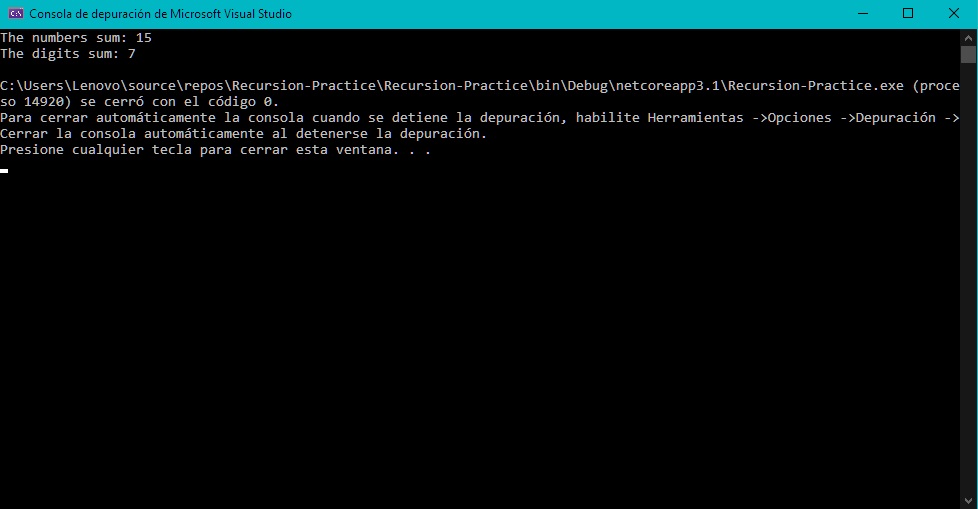 Consola de depuración de Microsoft Visual Studio
The numbers sum: 15
The digits sum: 7
C:\Users\Lenovo\source\repos\Recursion-Practice\Recursion-Practice\bin\Debug\netcoreapp3.1\Recursion-Practice.exe (proce
so 14920) se cerró con el código 0.
Para cerrar automáticamente la consola cuando se detiene la depuración, habilite Herramientas ->Opciones ->Depuración ->
Cerrar la consola automáticamente al detenerse la depuración.
Presione cualquier tecla para cerrar esta ventana. . .